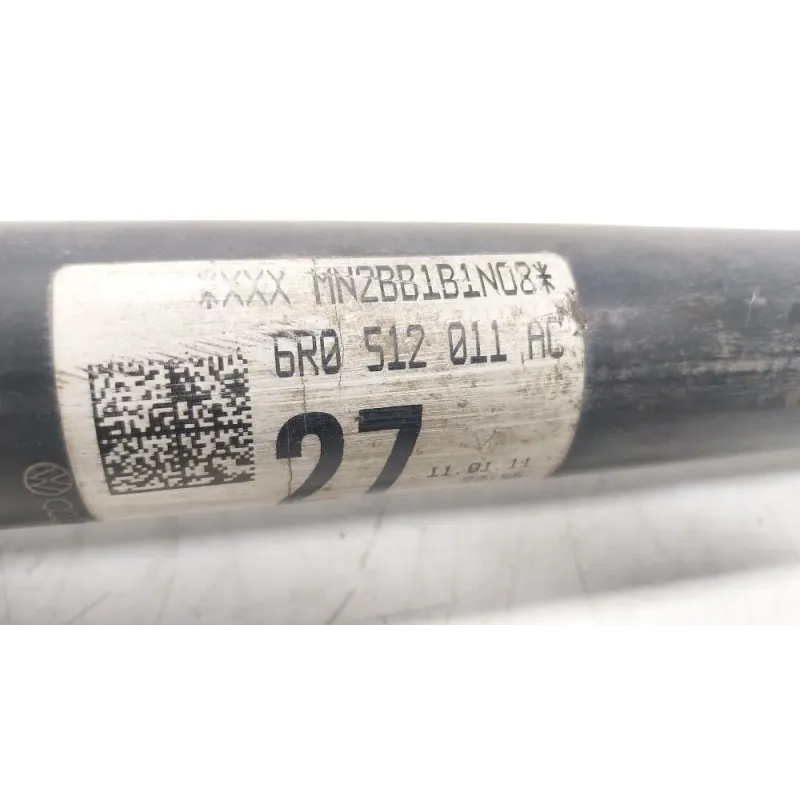 *XXX MN2BB1B1N08*
6R0 512 011 AC
27
11.01 11